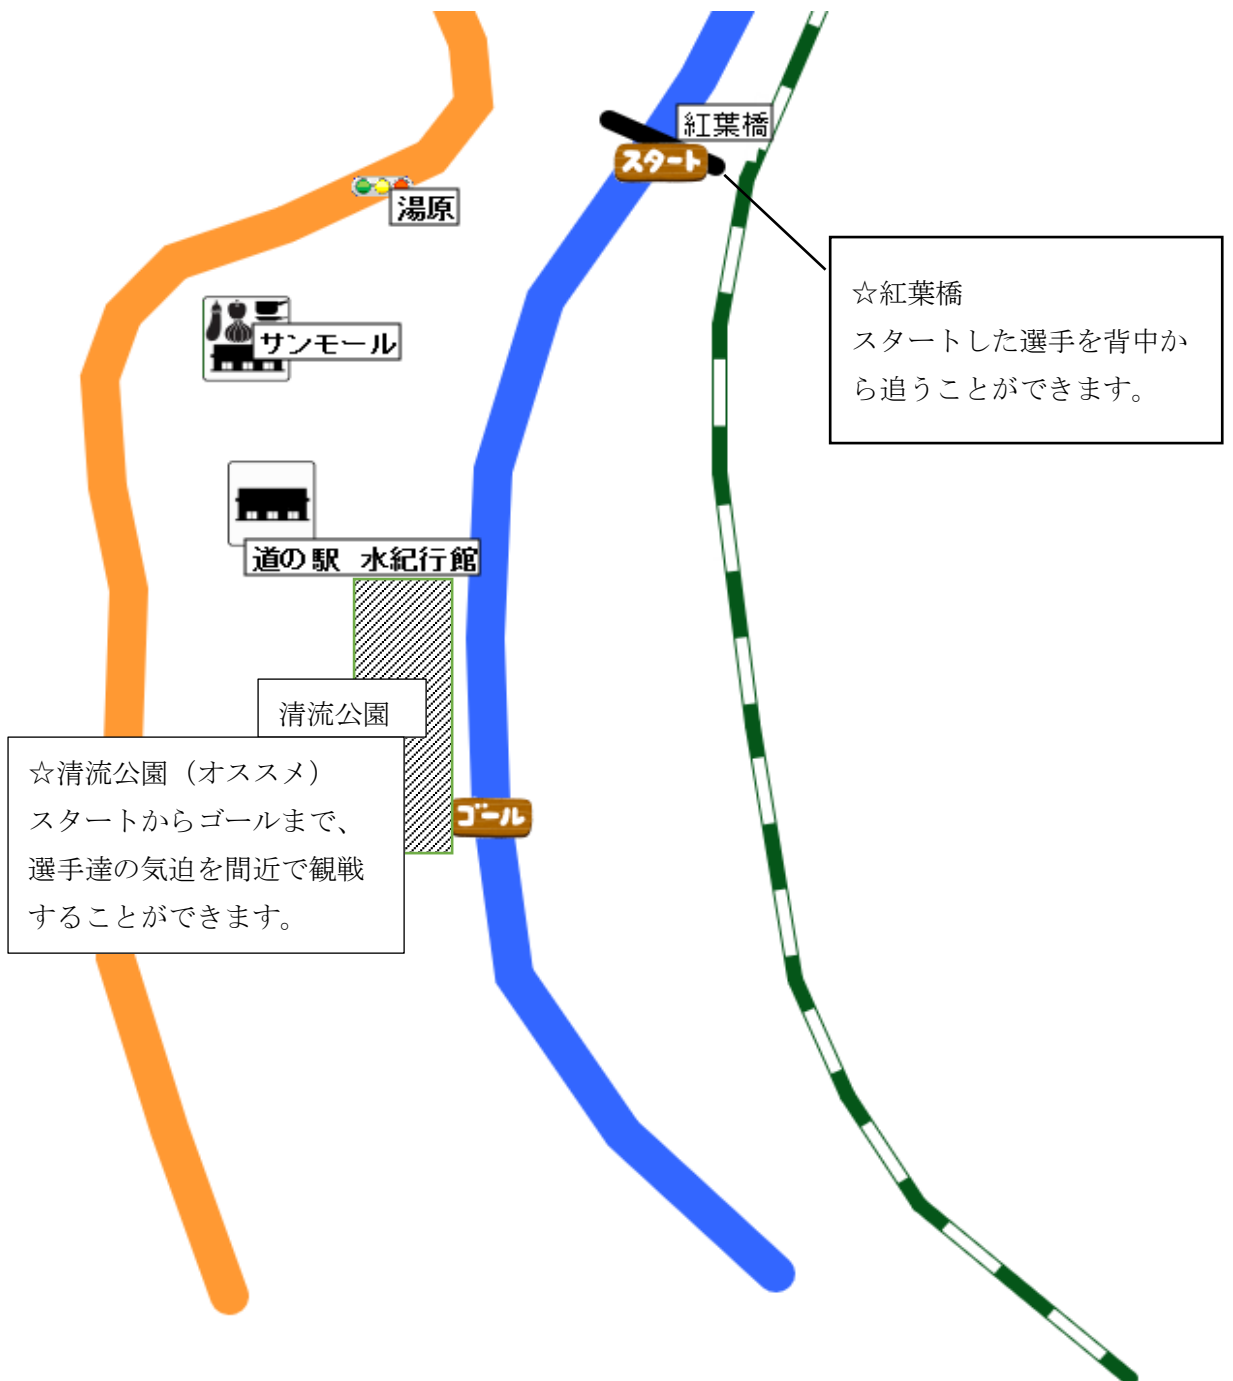 紅葉橋
スタート
湯原
☆紅葉橋
スタートした選手を背中か
ら追うことができます。
サンモール
道の駅 水紀行館
清流公園
☆清流公園（オススメ）
スタートからゴールまで、
選手達の気迫を間近で観戦
することができます。
ゴール